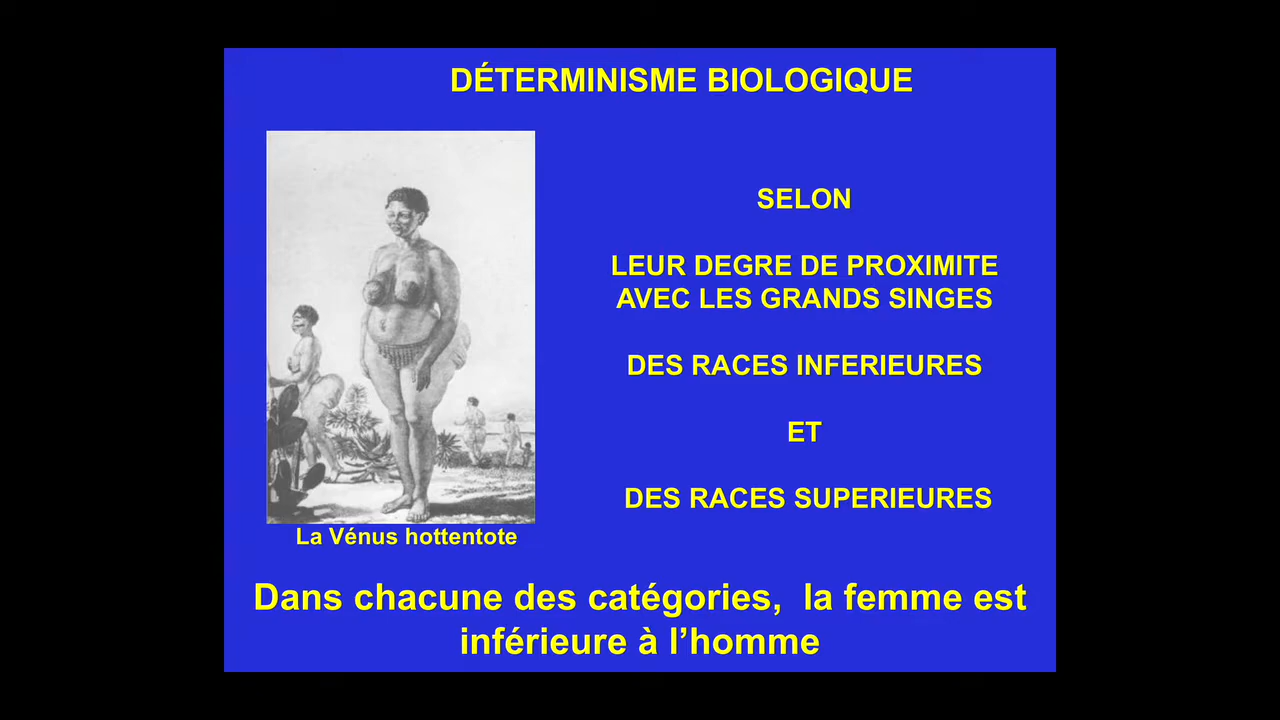 DÉTERMINISME BIOLOGIQUE
SELON
LEUR DEGRE DE PROXIMITE
AVEC LES GRANDS SINGES
DES RACES INFERIEURES
ET
DES RACES SUPERIEURES
La Vénus hottentote
Dans chacune des catégories, la femme est
inférieure à l'homme